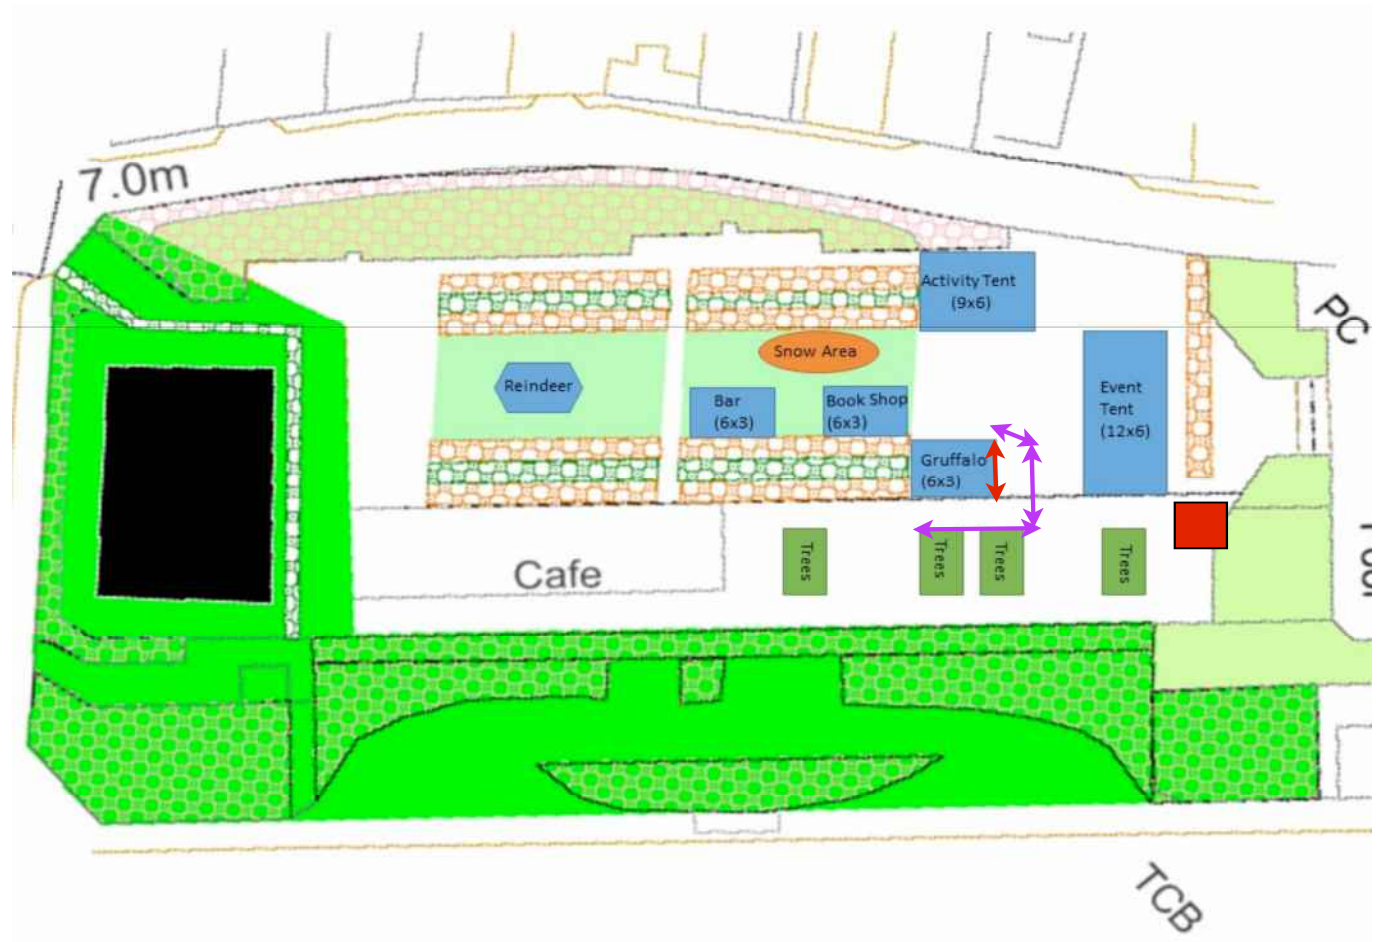 7.0m
Activity Tent
(9x6)
PC
Snow Area
Reindeer
Bar
(6x3)
Book Shop
(6x3)
Event
Tent
(12x6)
Gruffalo
(6x3)
Cafe
Trees
Trees
Trees
Trees
TCB